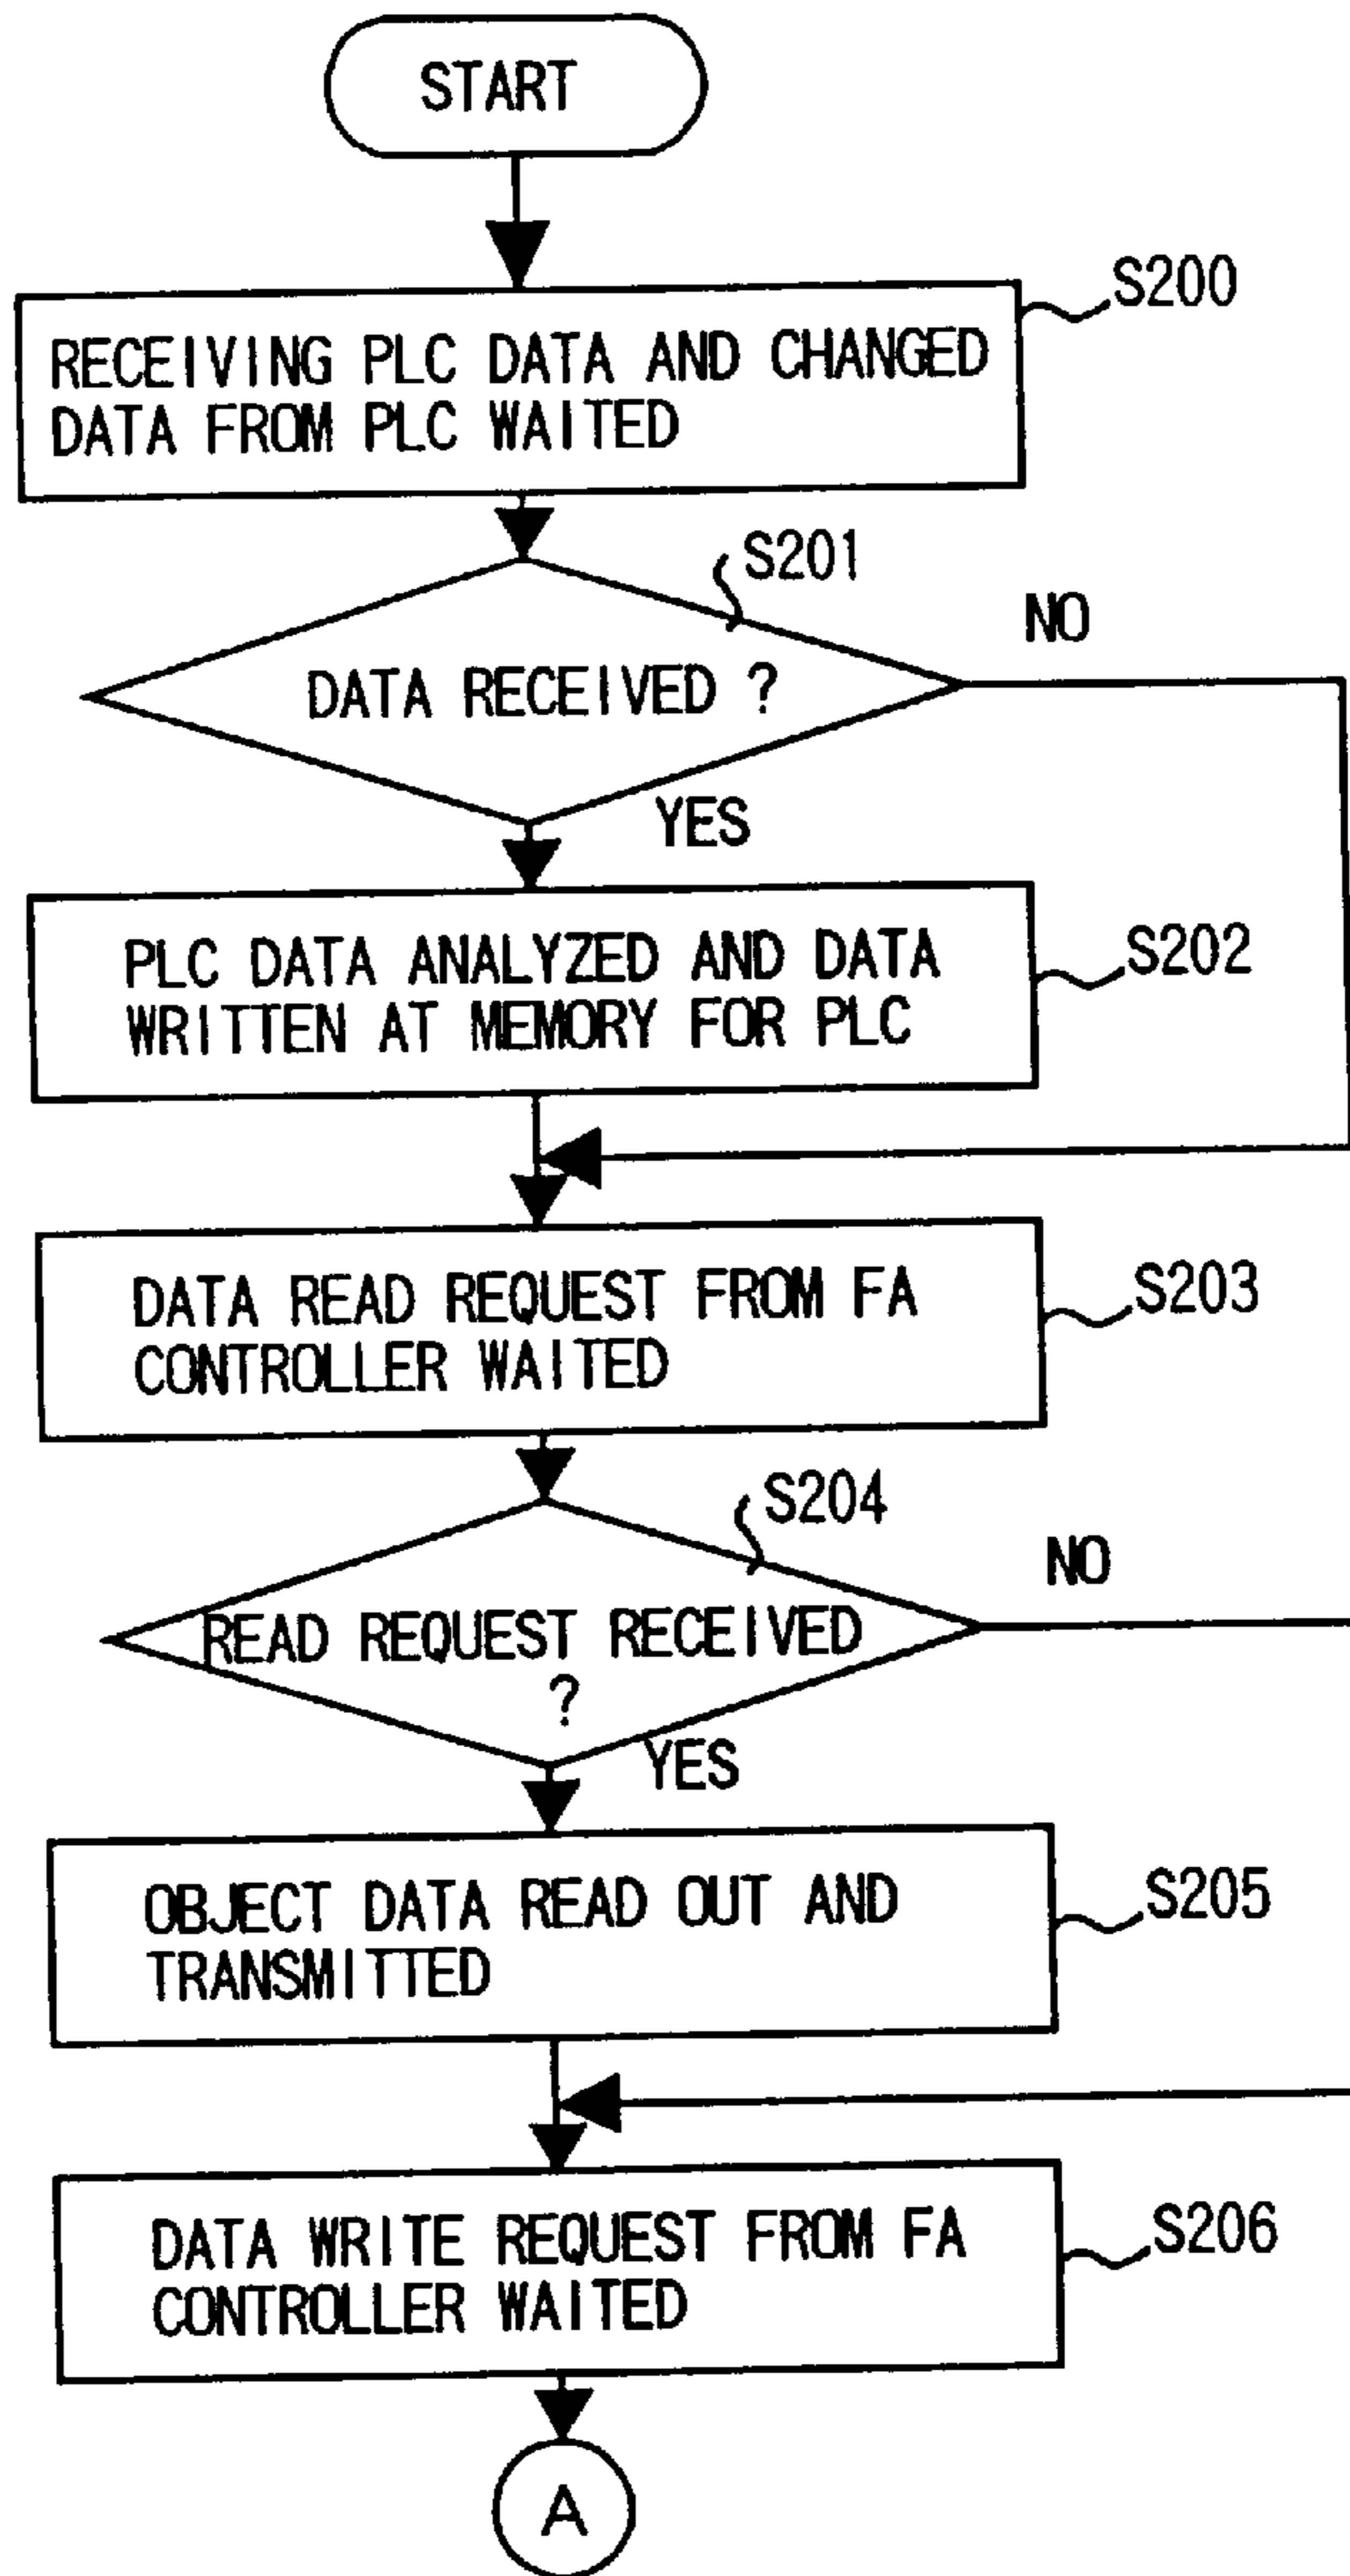 START
S200
RECEIVING PLC DATA AND CHANGED
DATA FROM PLC WAITED
S201
NO
DATA RECEIVED ?
YES
S202
PLC DATA ANALYZED AND DATA
WRITTEN AT MEMORY FOR PLC
S203
DATA READ REQUEST FROM FA
CONTROLLER WAITED
S204
NO
READ REQUEST RECEIVED
?
YES
S205
OBJECT DATA READ OUT AND
TRANSMITTED
S206
DATA WRITE REQUEST FROM FA
CONTROLLER WAITED
A